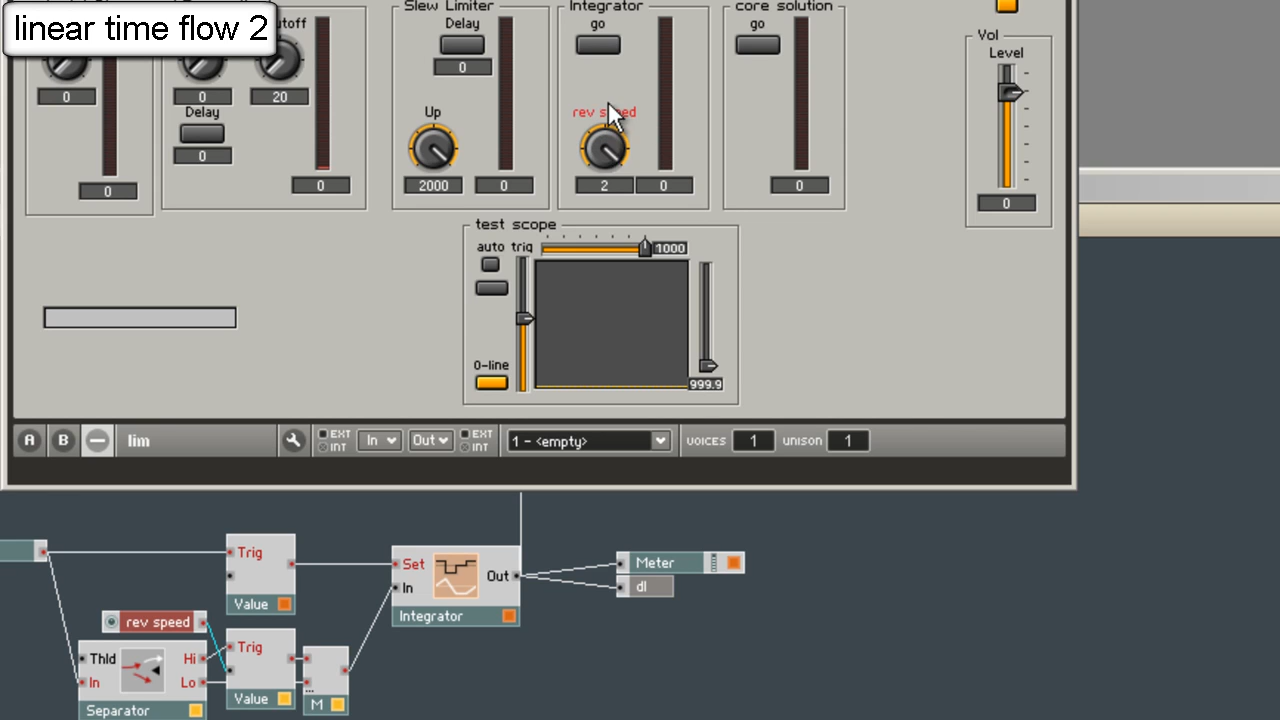 linear time flow 2
Slew Limiter
Integrator
core solution
Delay
go
go
0
Vol
Level
0
0
20
Delay
0
Up
rev speed
0
0
2000
0
2
0
0
0
test scope
auto
trig
1000
0-line
999.9
A
B
lim
EXT
INT
In
Out
EXT
INT
1 - <empty>
VOICES
1
UNISON
1
Trig
Value
Set
In
Out
Integrator
Meter
dl
rev speed
Thld
In
Hi
Lo
Separator
Trig
Value
...
M